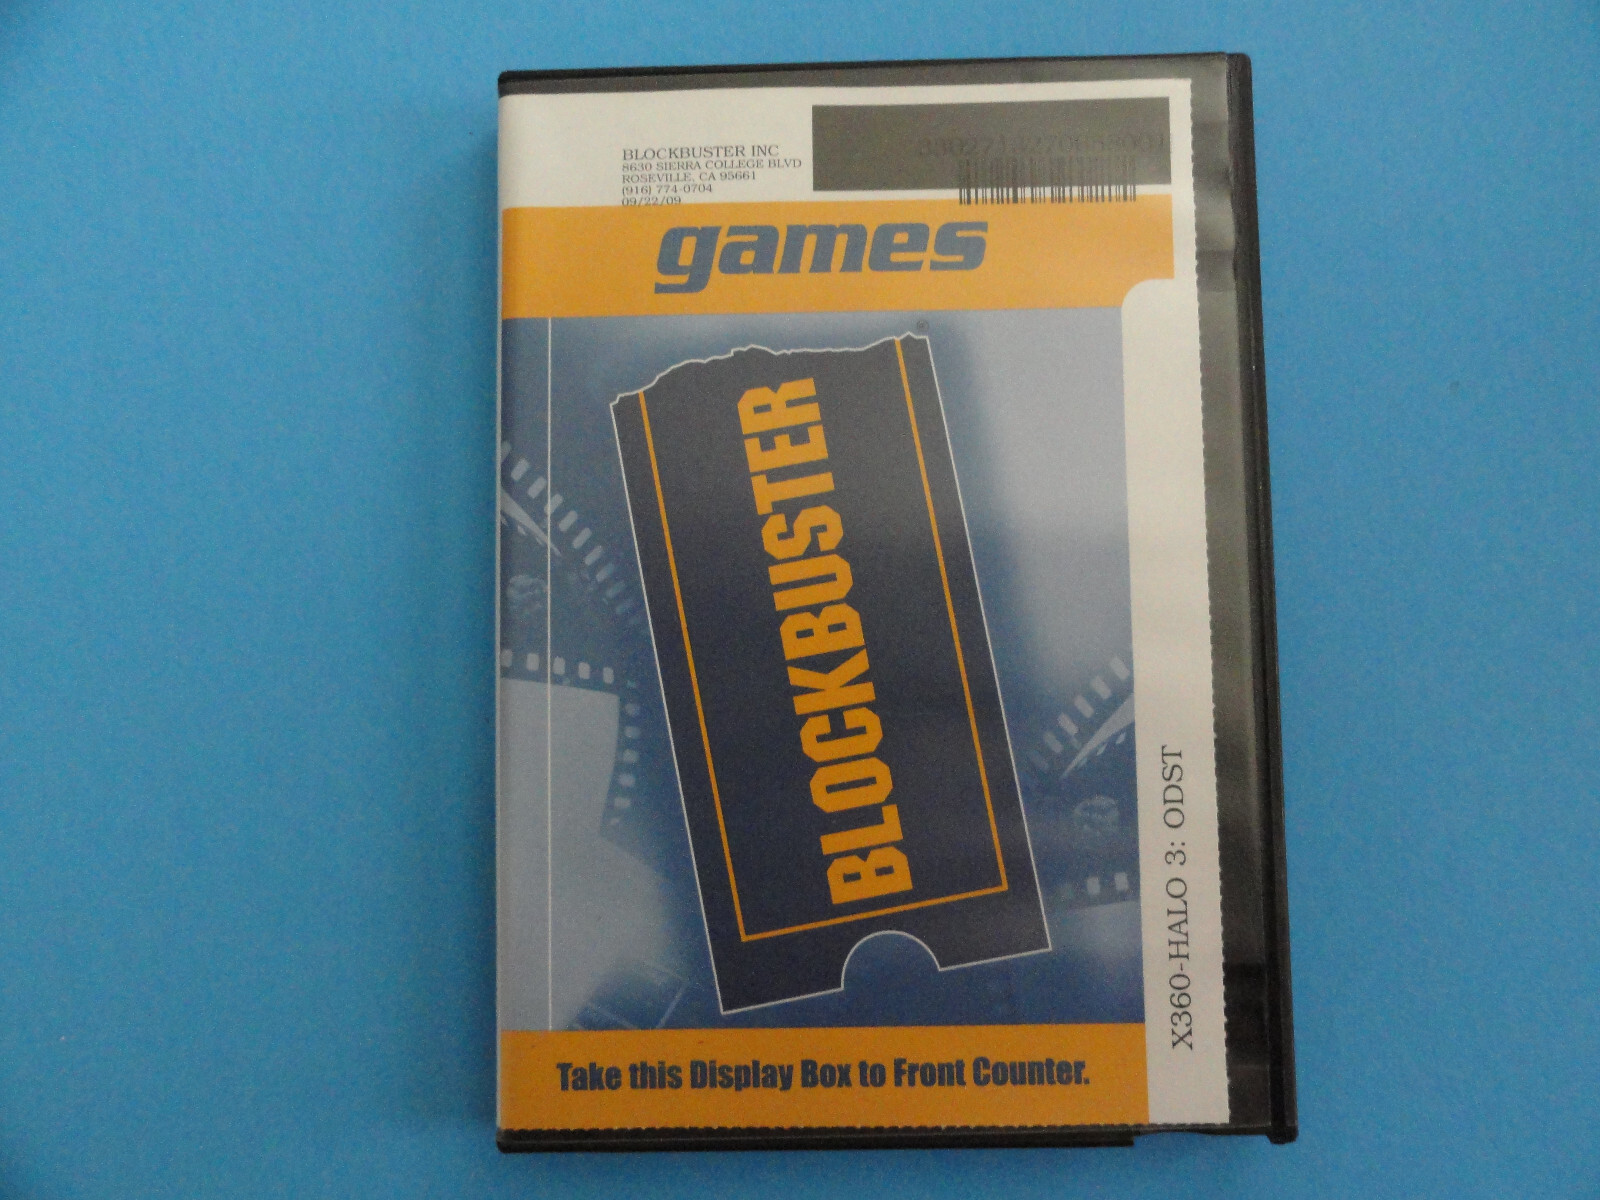 BLOCKBUSTER INC
8630 SIERRA COLLEGE BLVD
ROSEVILLE, CA 95661
(916) 774-0704
09/22/09
games
BLOCKBUSTER
®
X360-HALO 3: ODST
Take this Display Box to Front Counter.